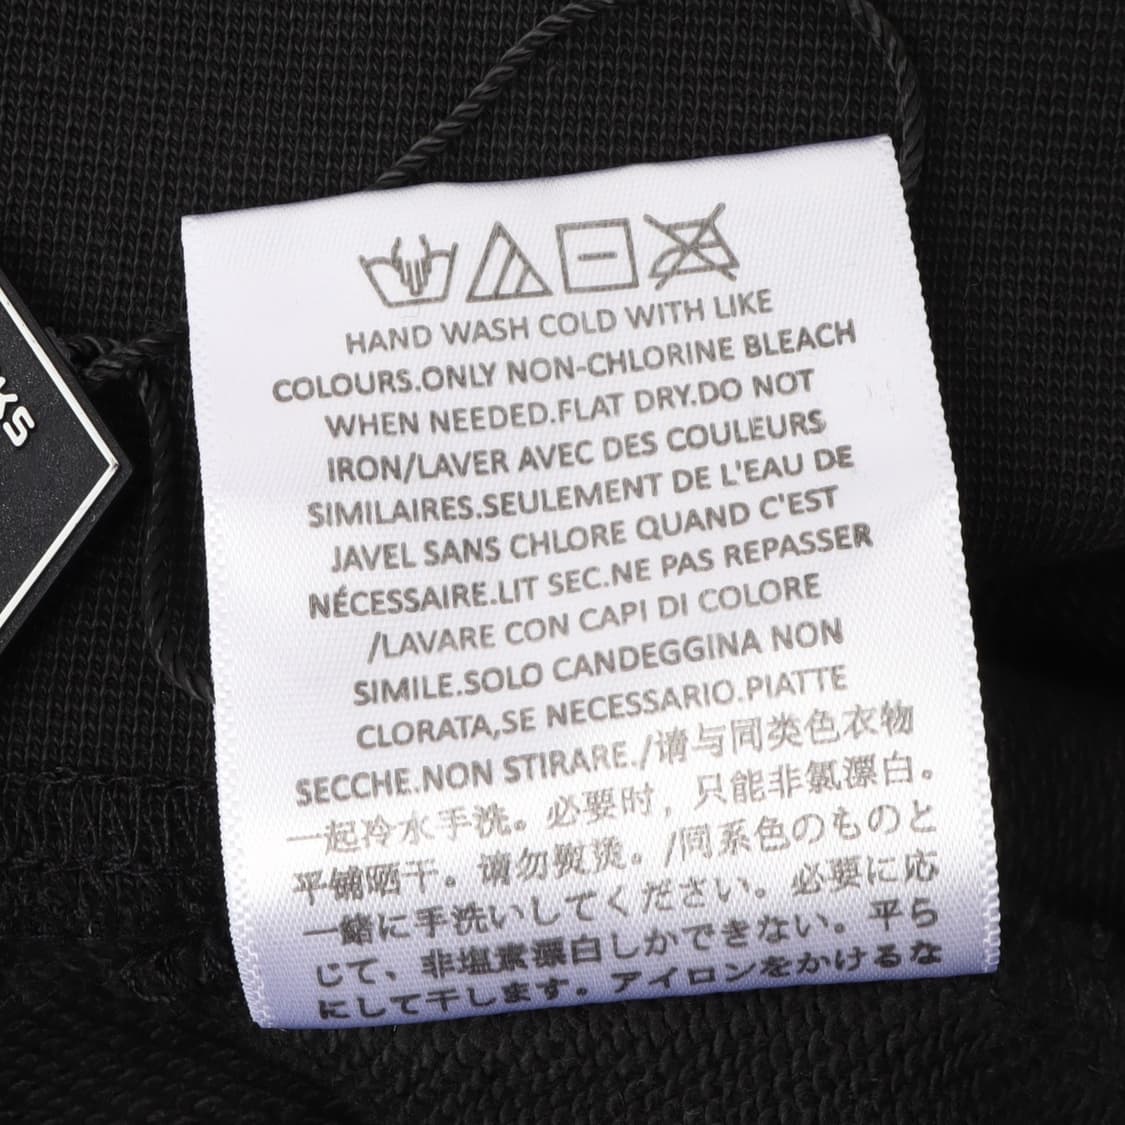 HAND WASH COLD WITH LIKE
COLOURS.ONLY NON-CHLORINE BLEACH
WHEN NEEDED.FLAT DRY.DO NOT
IRON/LAVER AVEC DES COULEURS
SIMILAIRES.SEULEMENT DE L'EAU DE
JAVEL SANS CHLORE QUAND C'EST
NÉCESSAIRE.LIT SEC.NE PAS REPASSER
/LAVARE CON CAPI DI COLORE
SIMILE.SOLO CANDEGGINA NON
CLORATA,SE NECESSARIO.PIATTE
SECCHE.NON STIRARE./请与同类色衣物
一起冷水手洗。必要时，只能非氯漂白。
平铺晒干。请勿熨烫。/同系色のものと
一緒に手洗いしてください。必要に応
じて、非塩素漂白しかできない。平ら
にして干します。アイロンをかけるな